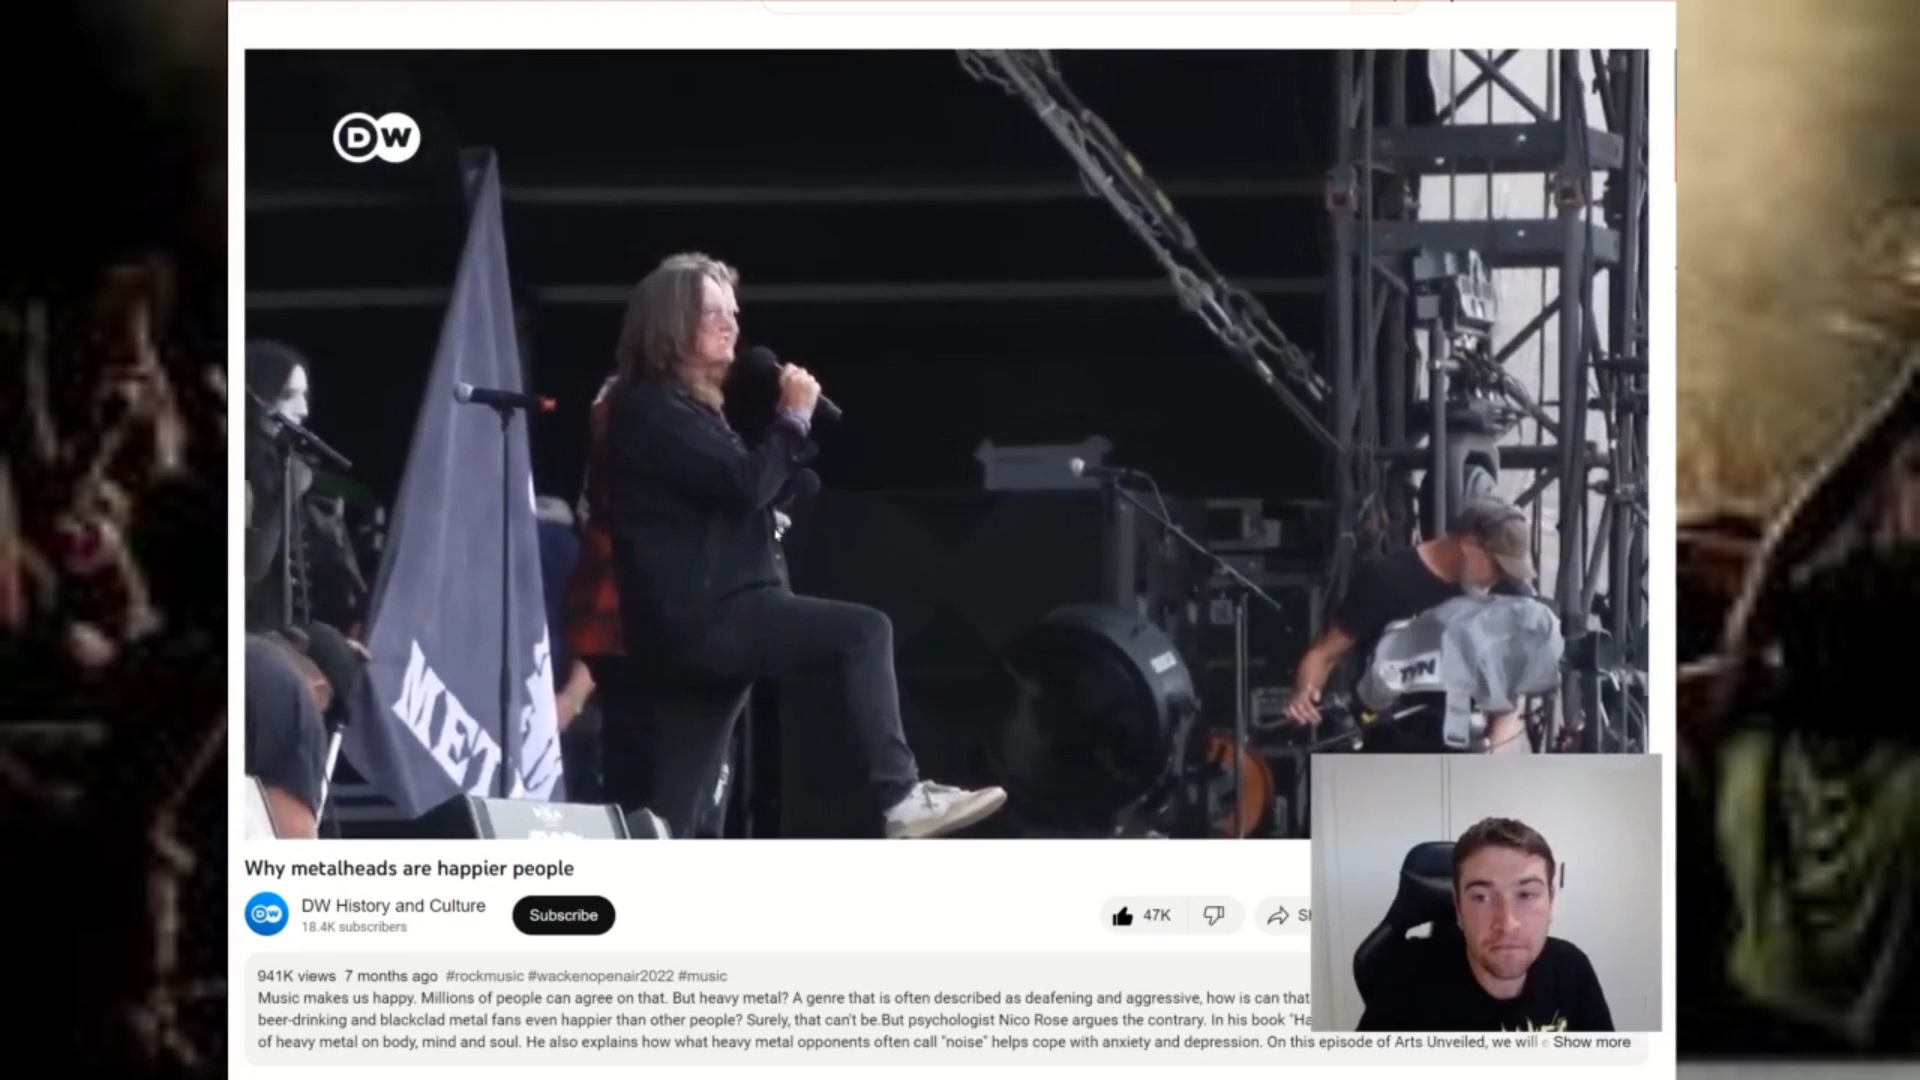 DW
MET
TYN
Why metalheads are happier people
DW
DW History and Culture
18.4K subscribers
Subscribe
47K
941K views 7 months ago #rockmusic #wackenopenair2022 #music
Music makes us happy. Millions of people can agree on that. But heavy metal? A genre that is often described as deafening and aggressive, how is can that
beer-drinking and blackclad metal fans even happier than other people? Surely, that can't be.But psychologist Nico Rose argues the contrary. In his book "Ha
of heavy metal on body, mind and soul. He also explains how what heavy metal opponents often call "noise" helps cope with anxiety and depression. On this episode of Arts Unveiled, we will Show more